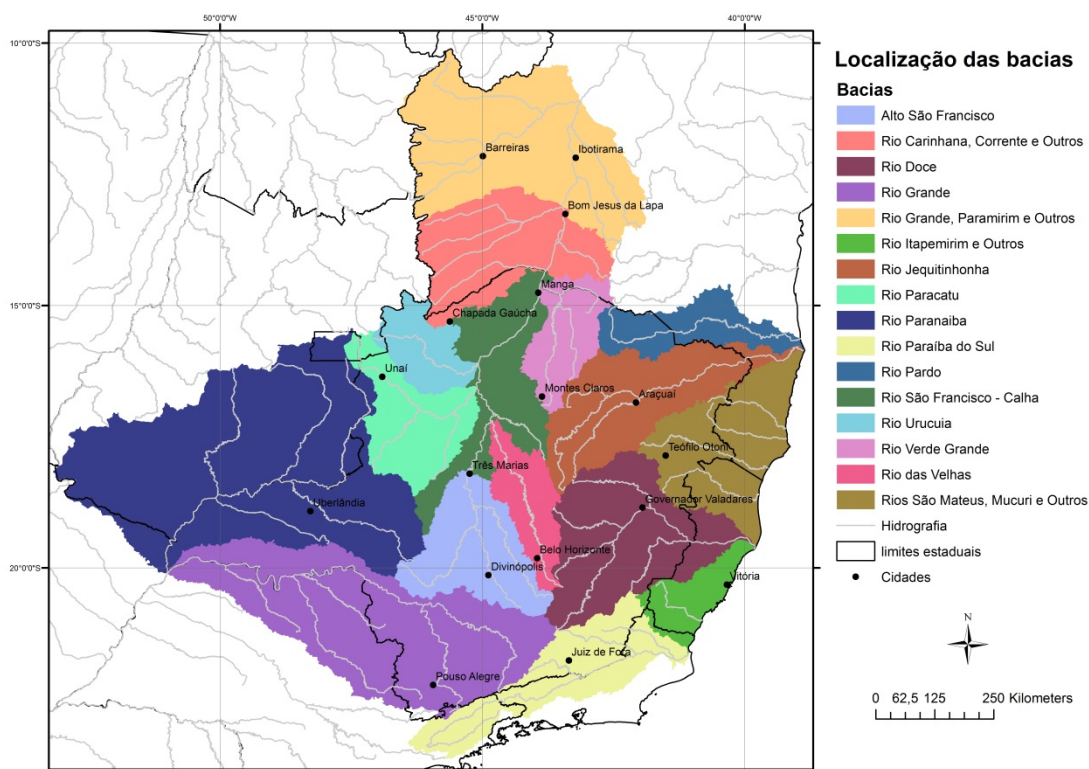 50°0'0"W
45°0'0"W
40°0'0"W
10°0'0"S
15°0'0"S
20°0'0"S
Barreiras
Ibotirama
Bom Jesus da Lapa
Manga
Chapada Gaúcha
Unaí
Montes Claros
Araçuaí
Teófilo Otoni
Três Marias
Uberlândia
Governador Valadares
Belo Horizonte
Divinópolis
Vitória
Juiz de Fora
Pouso Alegre
Localização das bacias
Bacias
Alto São Francisco
Rio Carinhana, Corrente e Outros
Rio Doce
Rio Grande
Rio Grande, Paramirim e Outros
Rio Itapemirim e Outros
Rio Jequitinhonha
Rio Paracatu
Rio Paranaiba
Rio Paraíba do Sul
Rio Pardo
Rio São Francisco - Calha
Rio Urucuia
Rio Verde Grande
Rio das Velhas
Rios São Mateus, Mucuri e Outros
Hidrografia
limites estaduais
Cidades
0 62,5 125 250 Kilometers